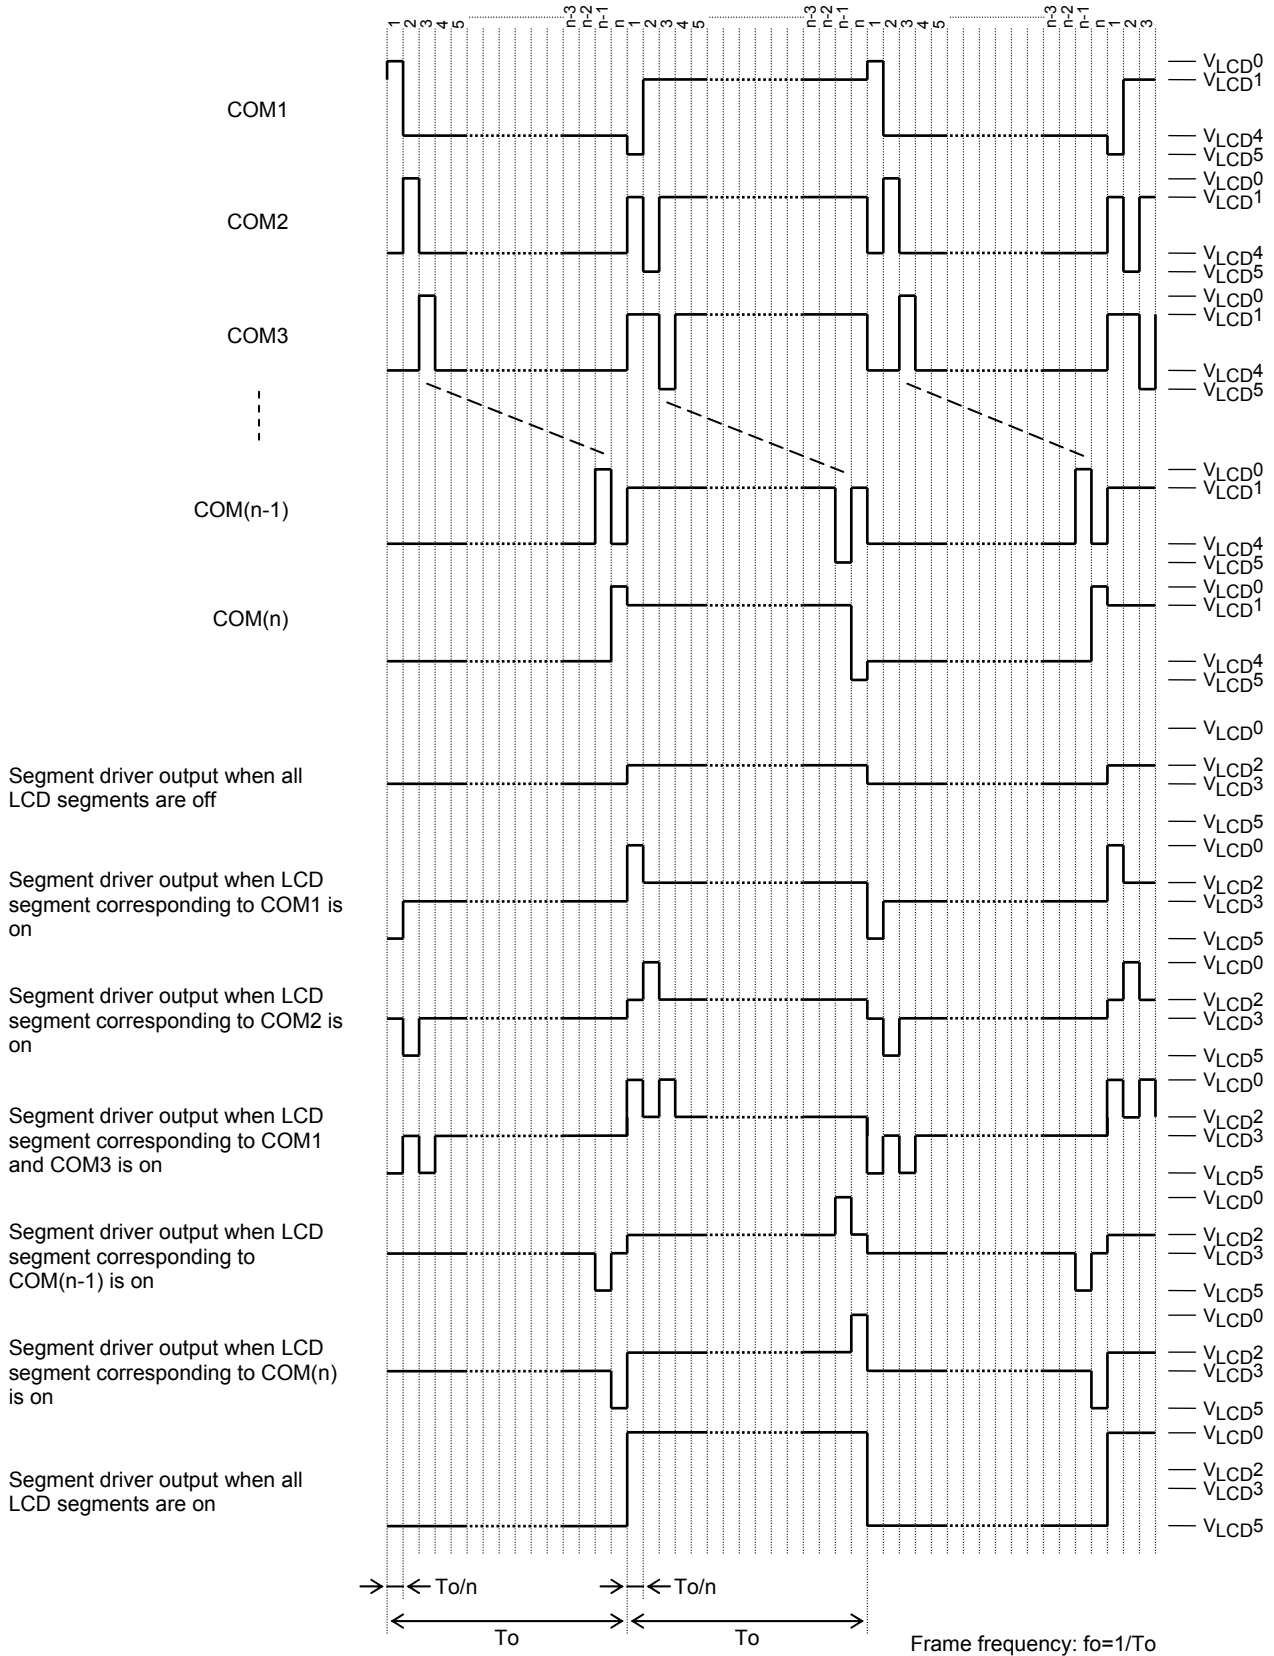 1 2 3 4 5 n-3 n-2 n-1 n 1 2 3 4 5 n-3 n-2 n-1 n 1 2 3 4 5 n-3 n-2 n-1 n 1 2 3
COM1
VLCD0
VLCD1
VLCD4
VLCD5
COM2
VLCD0
VLCD1
VLCD4
VLCD5
COM3
VLCD0
VLCD1
VLCD4
VLCD5
COM(n-1)
VLCD0
VLCD1
VLCD4
VLCD5
COM(n)
VLCD0
VLCD1
VLCD4
VLCD5
Segment driver output when all
LCD segments are off
VLCD0
VLCD2
VLCD3
VLCD5
Segment driver output when LCD
segment corresponding to COM1 is
on
VLCD0
VLCD2
VLCD3
VLCD5
Segment driver output when LCD
segment corresponding to COM2 is
on
VLCD0
VLCD2
VLCD3
VLCD5
Segment driver output when LCD
segment corresponding to COM1
and COM3 is on
VLCD0
VLCD2
VLCD3
VLCD5
Segment driver output when LCD
segment corresponding to
COM(n-1) is on
VLCD0
VLCD2
VLCD3
VLCD5
Segment driver output when LCD
segment corresponding to COM(n)
is on
VLCD0
VLCD2
VLCD3
VLCD5
Segment driver output when all
LCD segments are on
VLCD0
VLCD2
VLCD3
VLCD5
To/n To/n
To To
Frame frequency: fo=1/To